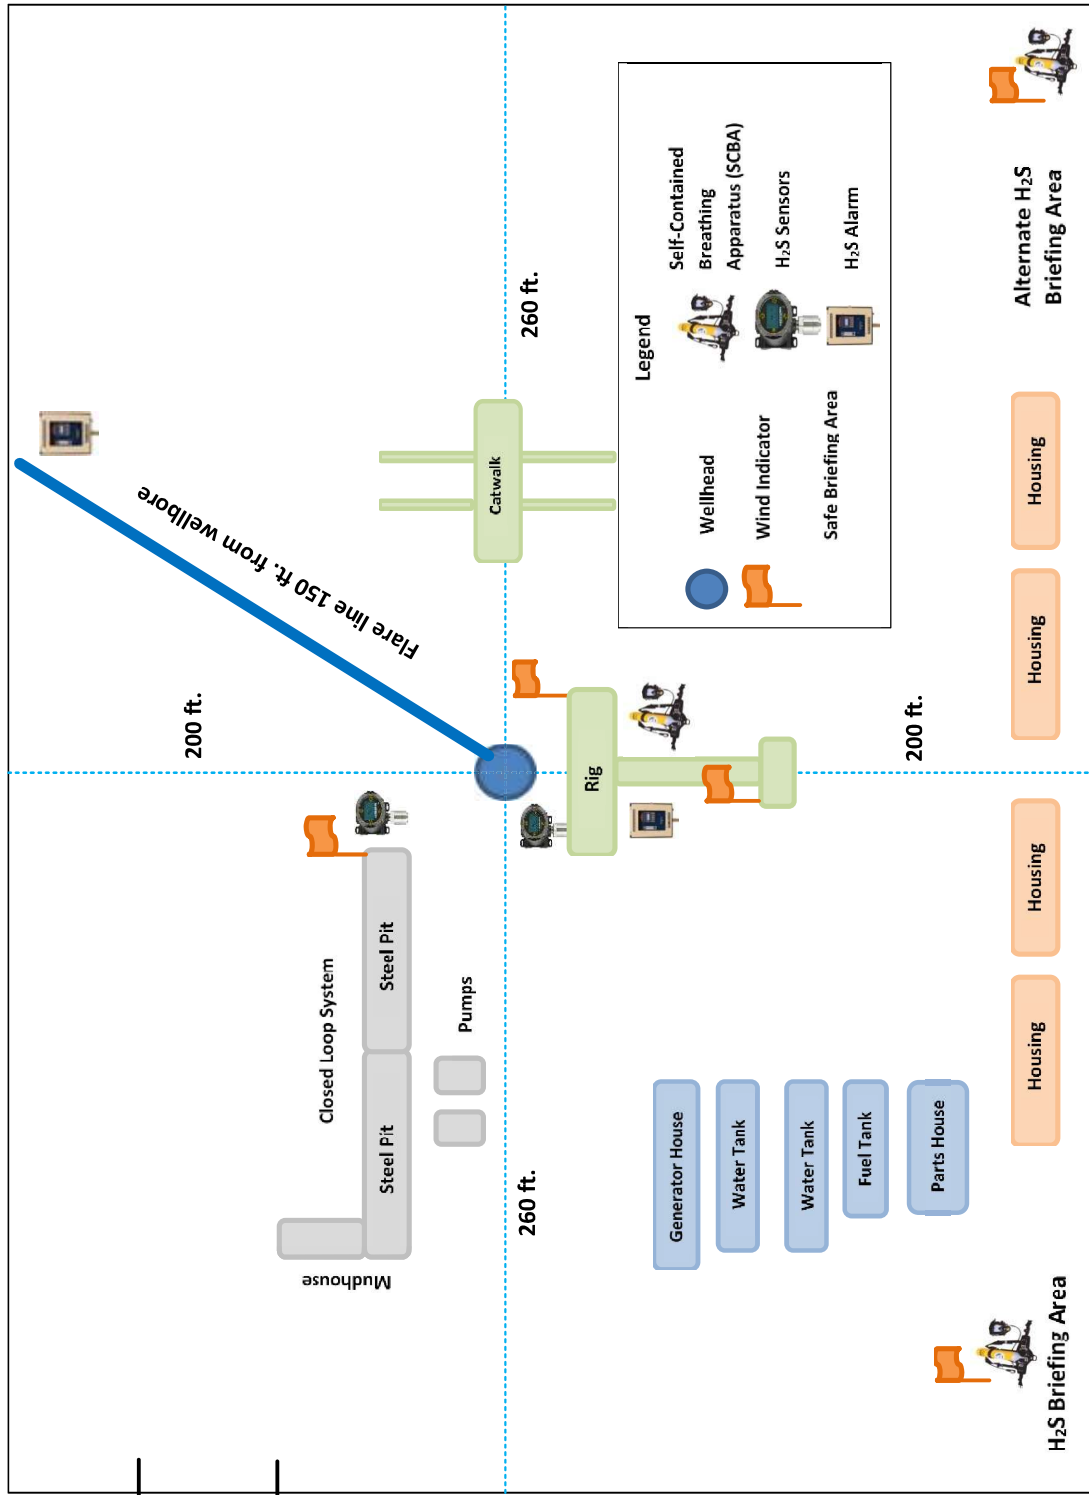 Flare line 150 ft. from wellbore
200 ft.
260 ft.
Catwalk
Closed Loop System
Steel Pit
Steel Pit
Pumps
Mudhouse
260 ft.
Rig
200 ft.
Legend
Wellhead
Wind Indicator
Safe Briefing Area
Self-Contained
Breathing
Apparatus (SCBA)
H₂S Sensors
H₂S Alarm
Generator House
Water Tank
Water Tank
Fuel Tank
Parts House
Housing
Housing
Housing
Housing
H₂S Briefing Area
Alternate H₂S
Briefing Area